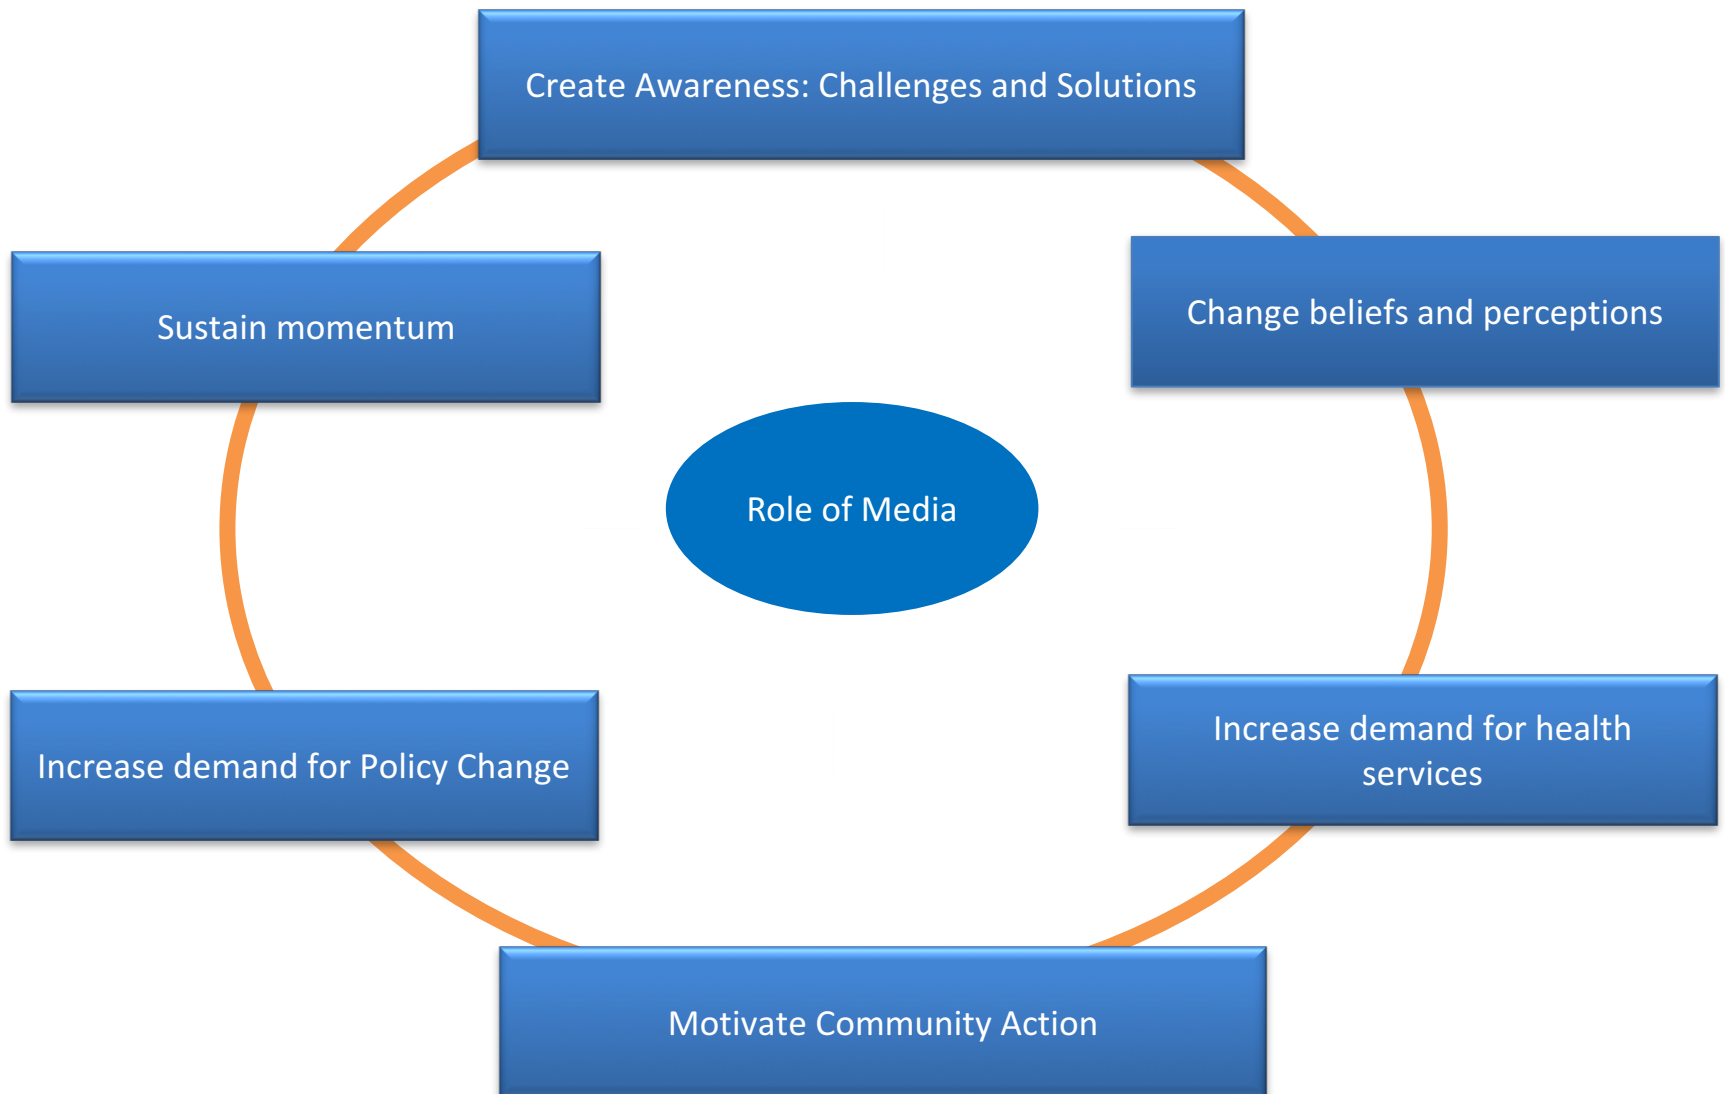 Create Awareness: Challenges and Solutions
Change beliefs and perceptions
Sustain momentum
Role of Media
Increase demand for health
services
Increase demand for Policy Change
Motivate Community Action